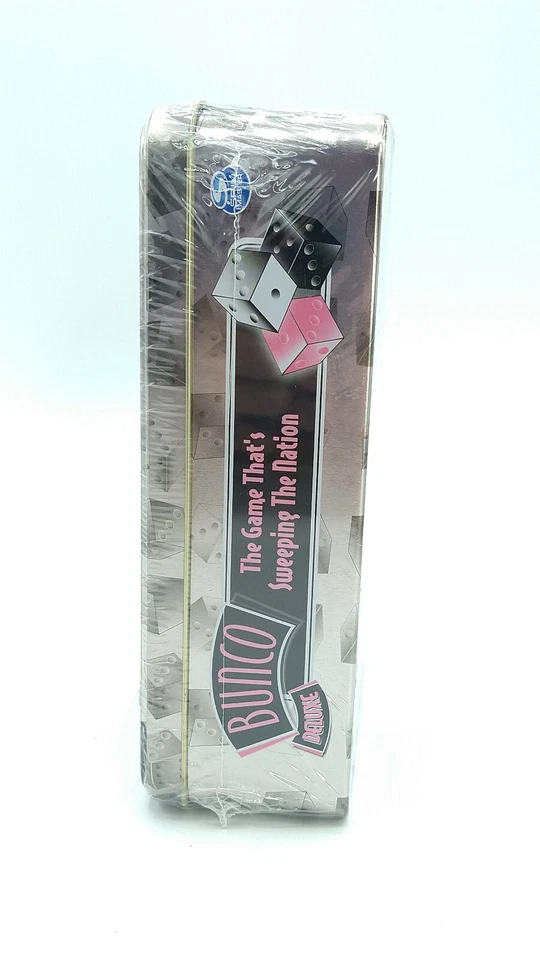 BUNCO
DELUXE
The Game That's
Sweeping The Nation